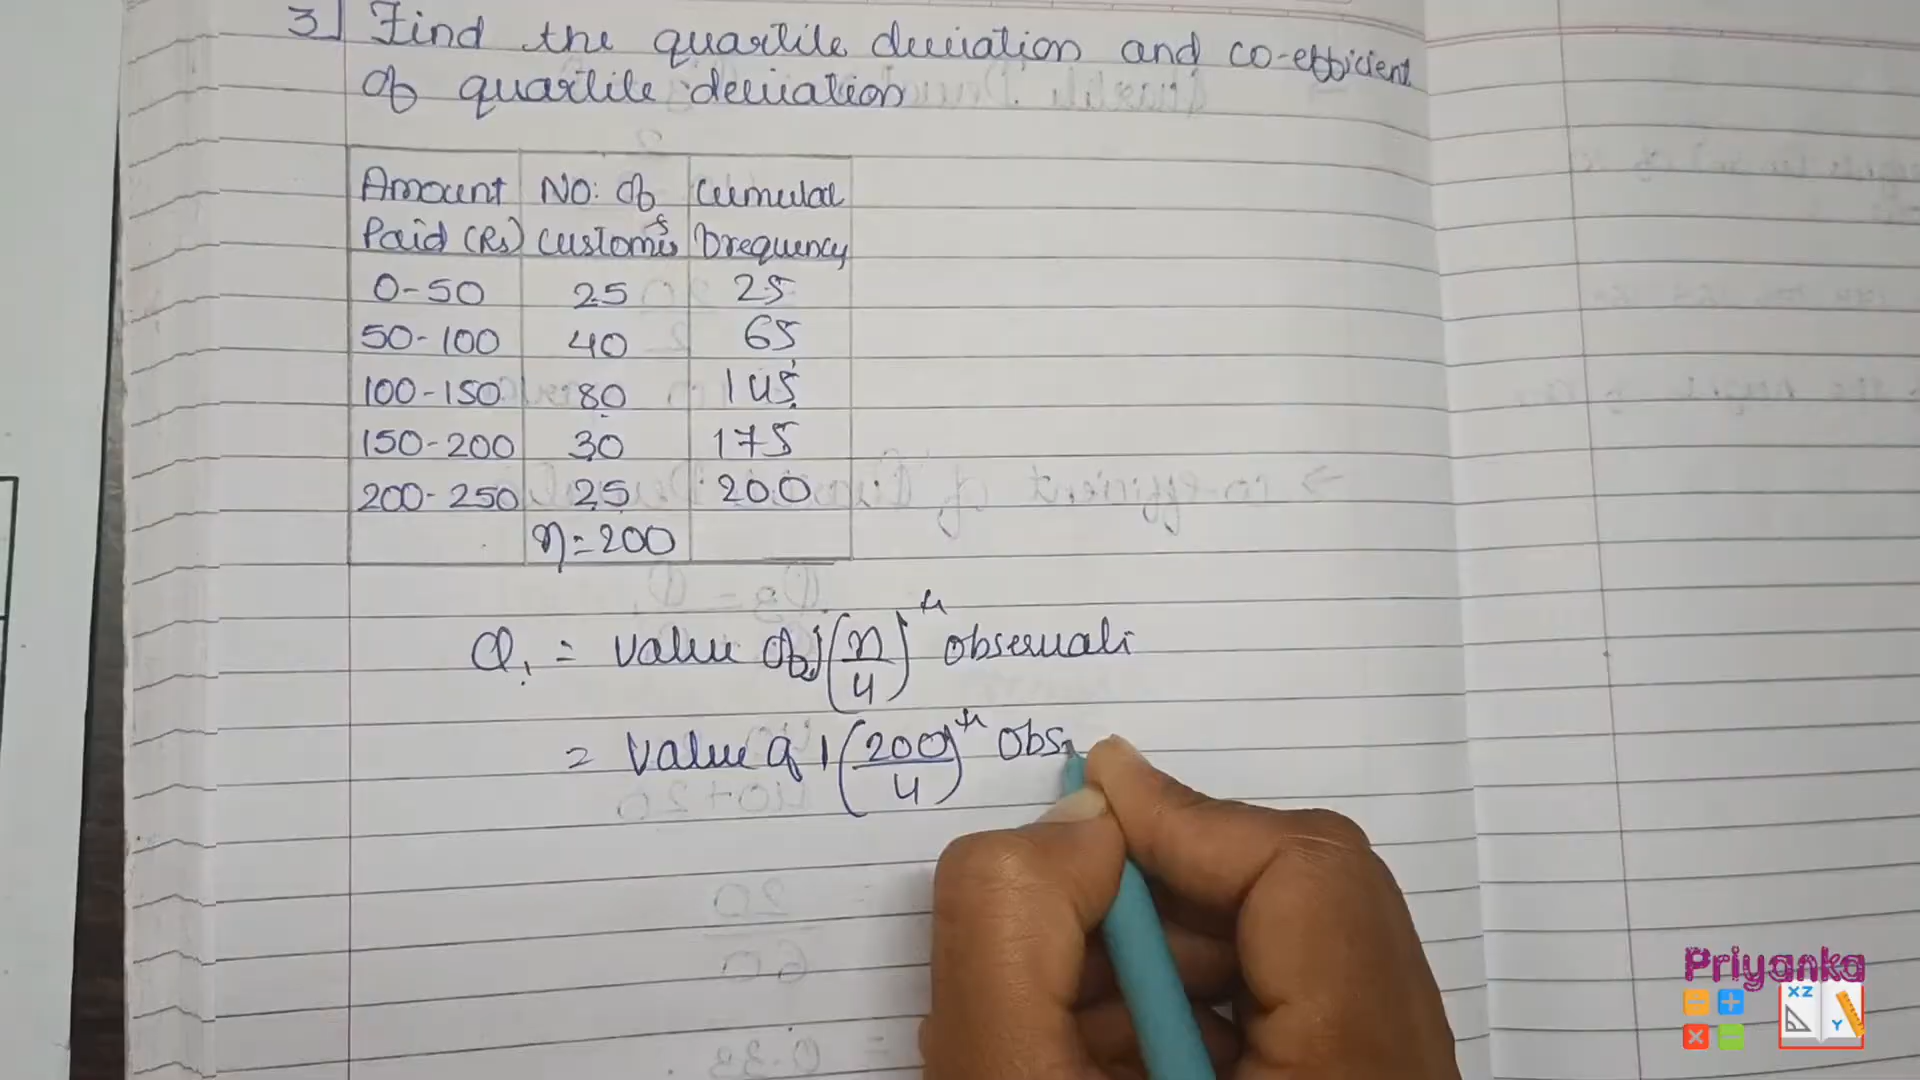 3] Find the quartile deviation and co-efficient
of quartile deviation
Amount Paid (Rs) No: of customers Cumulat frequency
0-50 25 25
50-100 40 65
100-150 80 145
150-200 30 175
200-250 25 200
n=200
Q1 = value of (n/4)th observati
= value of (200/4)th obs
Priyanka
XZ
Y